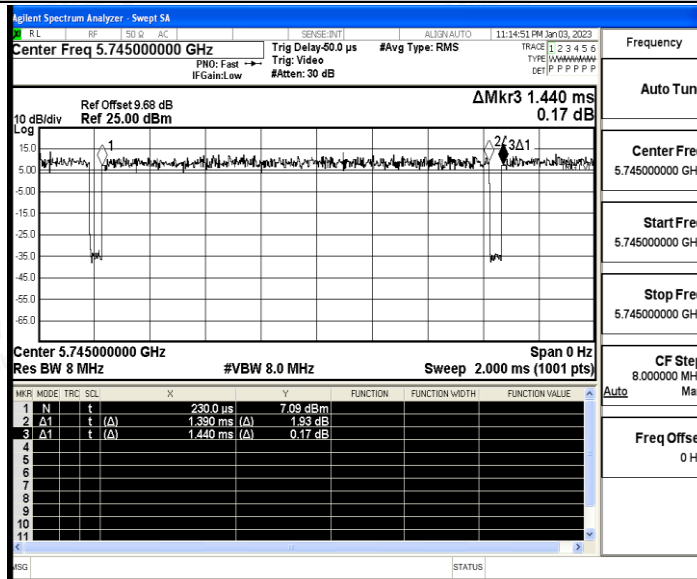 Agilent Spectrum Analyzer - Swept SA
RL RF 50 Ω AC SENSE:INT ALIGN AUTO 11:14:51 PM Jan 03, 2023
Center Freq 5.745000000 GHz Trig Delay-50.0 µs #Avg Type: RMS TRACE 1 2 3 4 5 6
PNO: Fast Trig: Video TYPE WWWWWW
IFGain:Low #Atten: 30 dB DET P P P P P P
ΔMkr3 1.440 ms
0.17 dB
Ref Offset 9.68 dB
10 dB/div Ref 25.00 dBm
Log
15.0
5.00
-5.00
-15.0
-25.0
-35.0
-45.0
-55.0
-65.0
1
2Δ
3Δ1
Center 5.745000000 GHz Span 0 Hz
Res BW 8 MHz #VBW 8.0 MHz Sweep 2.000 ms (1001 pts)
MKR MODE TRC SCL X Y FUNCTION FUNCTION WIDTH FUNCTION VALUE
1 N t 230.0 µs 7.09 dBm
2 Δ1 t (Δ) 1.390 ms (Δ) 1.93 dB
3 Δ1 t (Δ) 1.440 ms (Δ) 0.17 dB
4
5
6
7
8
9
10
11
MSG STATUS
Frequency
Auto Tun
Center Fre
5.745000000 GH
Start Fre
5.745000000 GH
Stop Fre
5.745000000 GH
CF Step
8.000000 MH
Auto Ma
Freq Offse
0 H